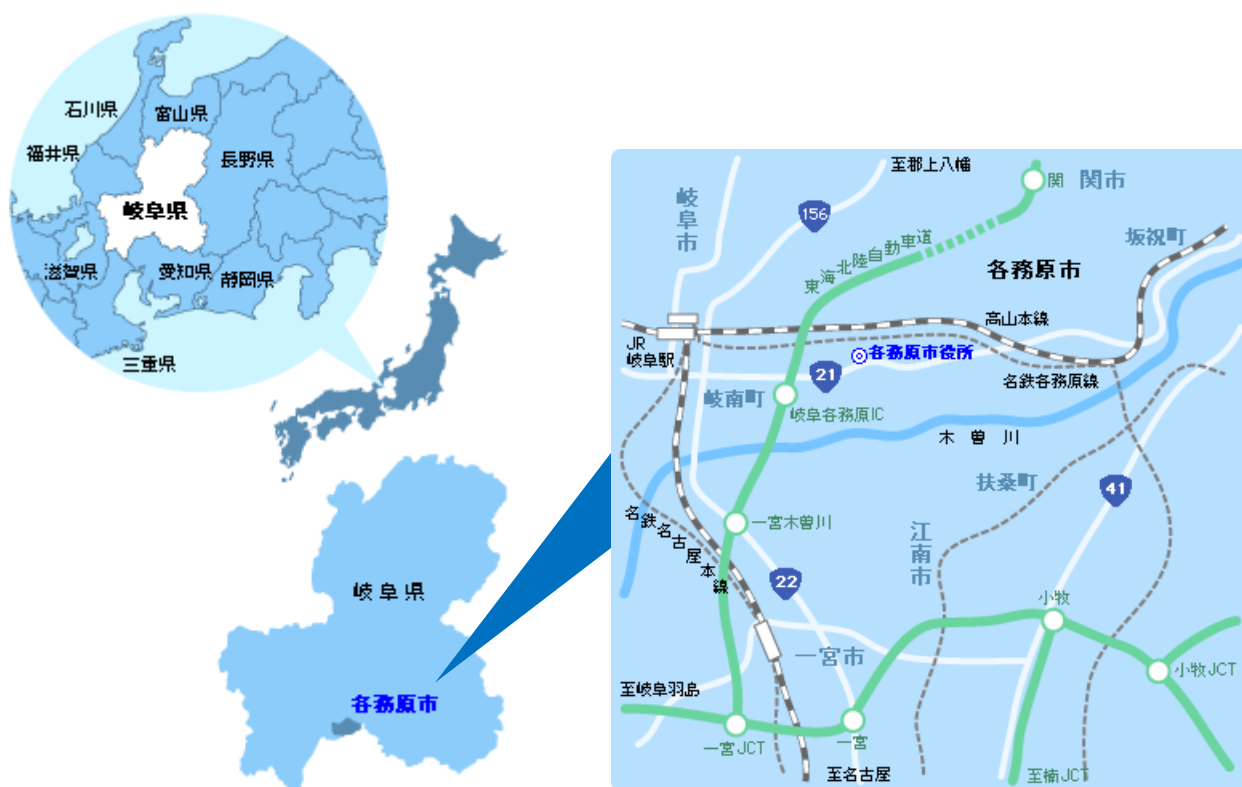 石川県
富山県
福井県
長野県
岐阜県
滋賀県
愛知県
静岡県
三重県
岐阜県
各務原市
至郡上八幡
関
関市
岐阜市
156
坂祝町
東海北陸自動車道
各務原市
高山本線
JR
岐阜駅
各務原市役所
21
名鉄各務原線
岐南町
岐阜各務原IC
木曽川
扶桑町
41
名鉄名古屋本線
一宮木曽川
江南市
22
小牧
一宮市
小牧JCT
至岐阜羽島
一宮JCT
一宮
至名古屋
至楠JCT